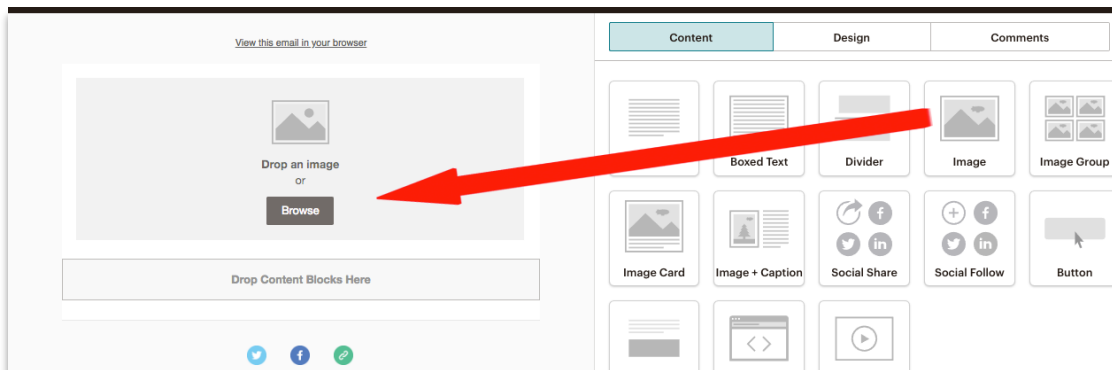 View this email in your browser
Drop an image
or
Browse
Drop Content Blocks Here
Content
Design
Comments
Boxed Text
Divider
Image
Image Group
Image Card
Image + Caption
Social Share
Social Follow
Button